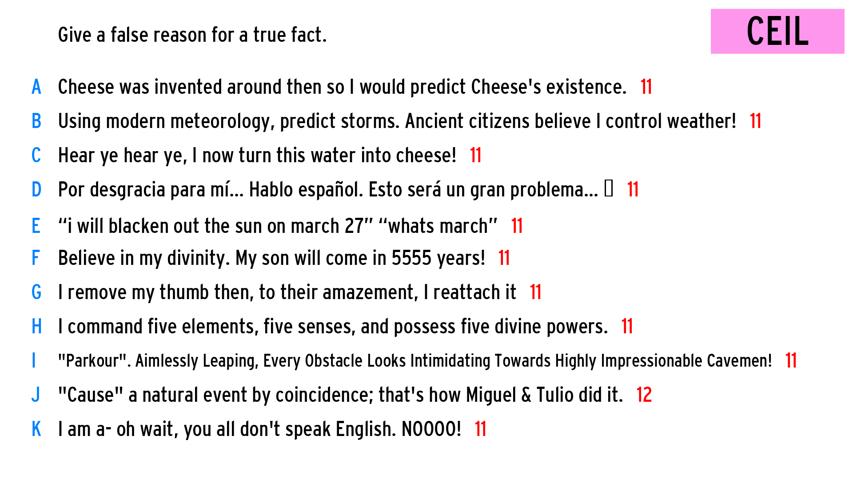 Give a false reason for a true fact.
CEIL
A Cheese was invented around then so I would predict Cheese's existence. 11
B Using modern meteorology, predict storms. Ancient citizens believe I control weather! 11
C Hear ye hear ye, I now turn this water into cheese! 11
D Por desgracia para mí... Hablo español. Esto será un gran problema... 11
E “i will blacken out the sun on march 27” “whats march” 11
F Believe in my divinity. My son will come in 5555 years! 11
G I remove my thumb then, to their amazement, I reattach it 11
H I command five elements, five senses, and possess five divine powers. 11
I "Parkour". Aimlessly Leaping, Every Obstacle Looks Intimidating Towards Highly Impressionable Cavemen! 11
J "Cause" a natural event by coincidence; that's how Miguel & Tulio did it. 12
K I am a- oh wait, you all don't speak English. NOOOO! 11